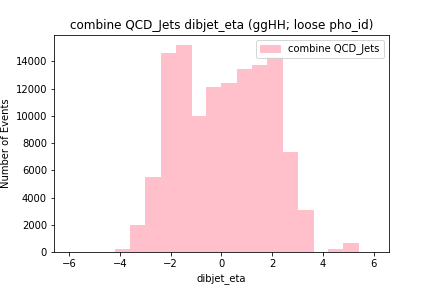 combine QCD_Jets dibjet_eta (ggHH; loose pho_id)
combine QCD_Jets
14000
12000
10000
8000
6000
4000
2000
0
Number of Events
−6 −4 −2 0 2 4 6
dibjet_eta